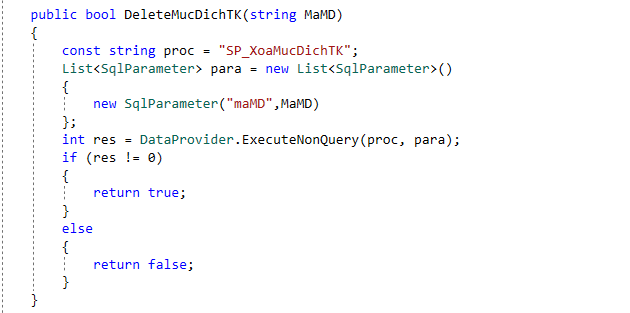 public bool DeleteMucDichTK(string MaMD)
{
const string proc = "SP_XoaMucDichTK";
List<SqlParameter> para = new List<SqlParameter>()
{
new SqlParameter("maMD",MaMD)
};
int res = DataProvider.ExecuteNonQuery(proc, para);
if (res != 0)
{
return true;
}
else
{
return false;
}
}